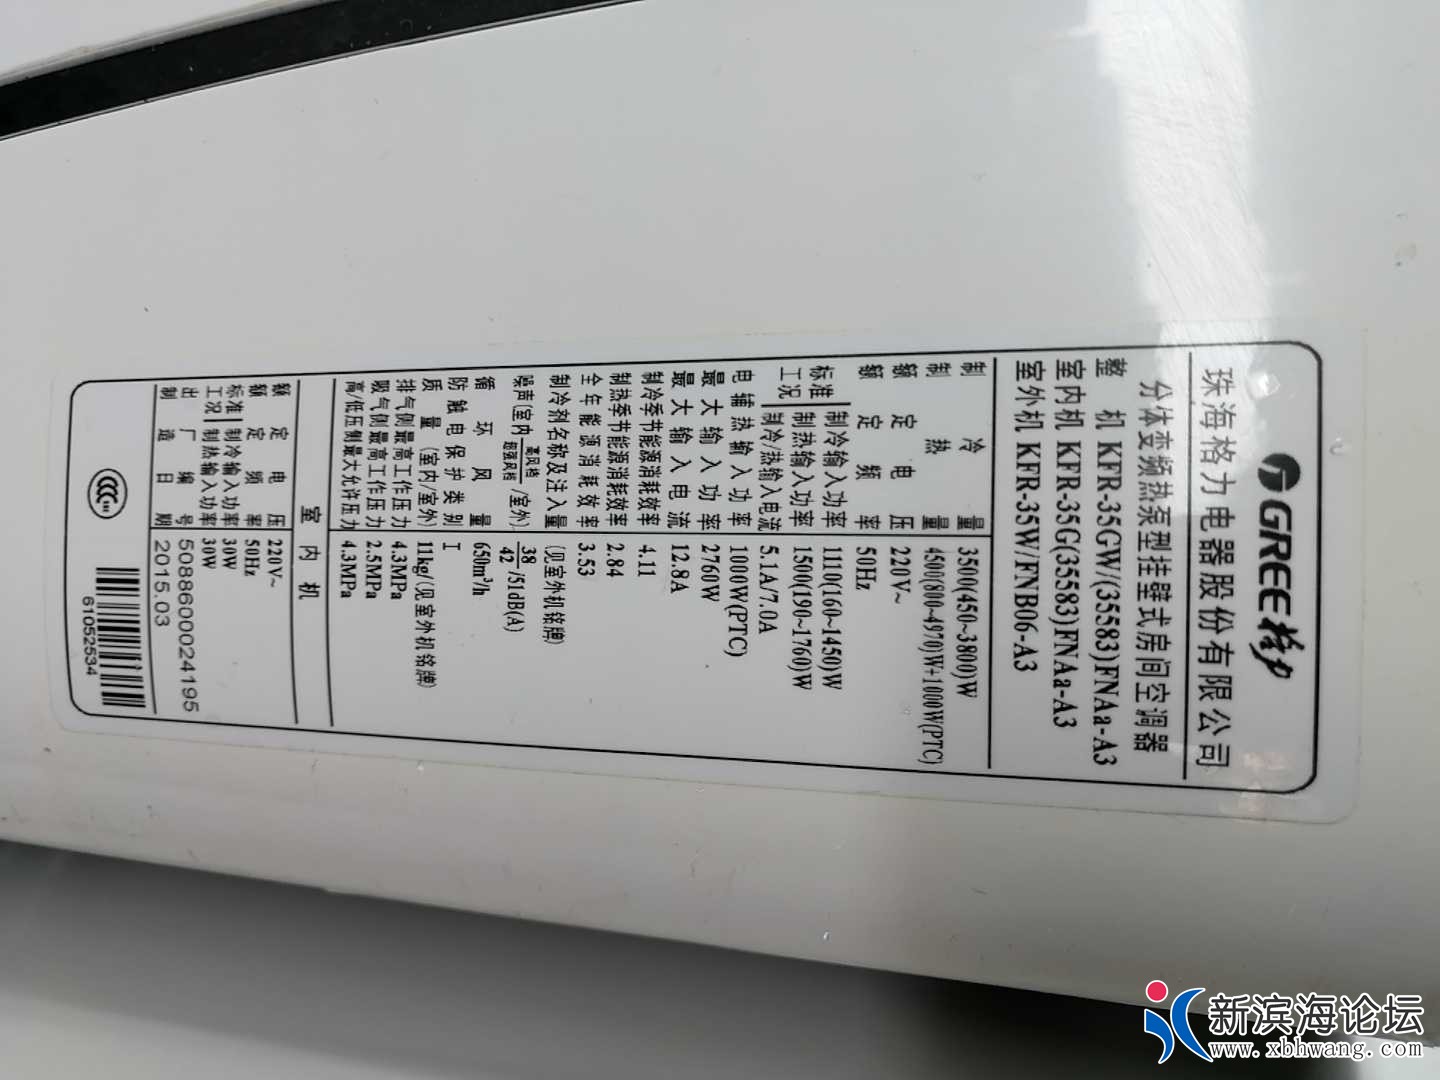 GREE格力
珠海格力电器股份有限公司
分体变频热泵型挂壁式房间空调器
整机 KFR-35GW/(35583)FNAa-A3
室内机 KFR-35G(35583)FNAa-A3
室外机 KFR-35W/FNB06-A3
制冷量 3500(450~3800)W
制热量 4500(800~4970)W+1000W(PTC)
额定电压 220V~
额定频率 50Hz
标准工况 制冷输入功率 1110(160~1450)W
制热输入功率 1500(190~1760)W
制冷/热输入电流 5.1A/7.0A
电辅热输入功率 1000W(PTC)
最大输入功率 2760W
最大输入电流 12.8A
制冷季节能源消耗效率 4.11
制热季节能源消耗效率 2.84
全年能源消耗效率 3.53
制冷剂名称及注入量 (见室外机铭牌)
噪声(室内 高风档/超强风档 /室外) 38/42 /51dB(A)
循环风量 650m³/h
防触电保护类别 I
质量(室内/室外) 11kg/(见室外机铭牌)
排气侧最高工作压力 4.3MPa
吸气侧最高工作压力 2.5MPa
高/低压侧最大允许压力 4.3MPa
室内机
额定电压 220V~
额定频率 50Hz
标准工况 制冷输入功率 30W
制热输入功率 30W
出厂编号 5088600024195
制造日期 2015.03
CCC
61052534
新滨海论坛
www.xbhwang.com